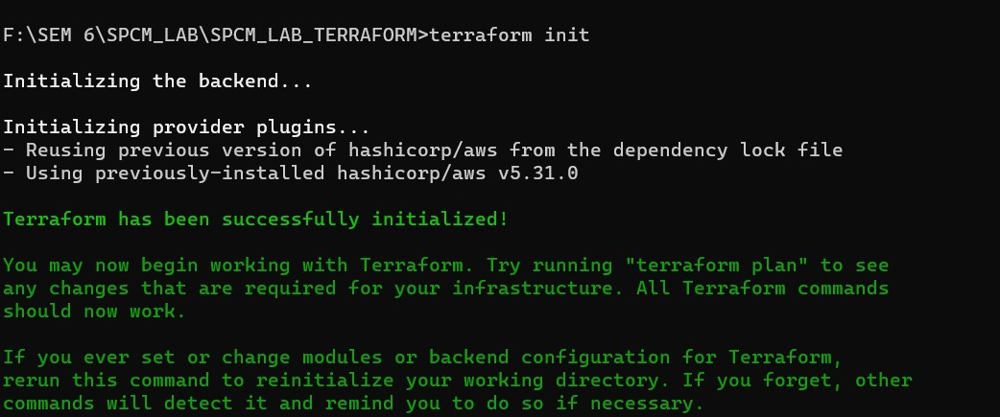 F:\SEM 6\SPCM_LAB\SPCM_LAB_TERRAFORM>terraform init
Initializing the backend...
Initializing provider plugins...
- Reusing previous version of hashicorp/aws from the dependency lock file
- Using previously-installed hashicorp/aws v5.31.0
Terraform has been successfully initialized!
You may now begin working with Terraform. Try running "terraform plan" to see
any changes that are required for your infrastructure. All Terraform commands
should now work.
If you ever set or change modules or backend configuration for Terraform,
rerun this command to reinitialize your working directory. If you forget, other
commands will detect it and remind you to do so if necessary.